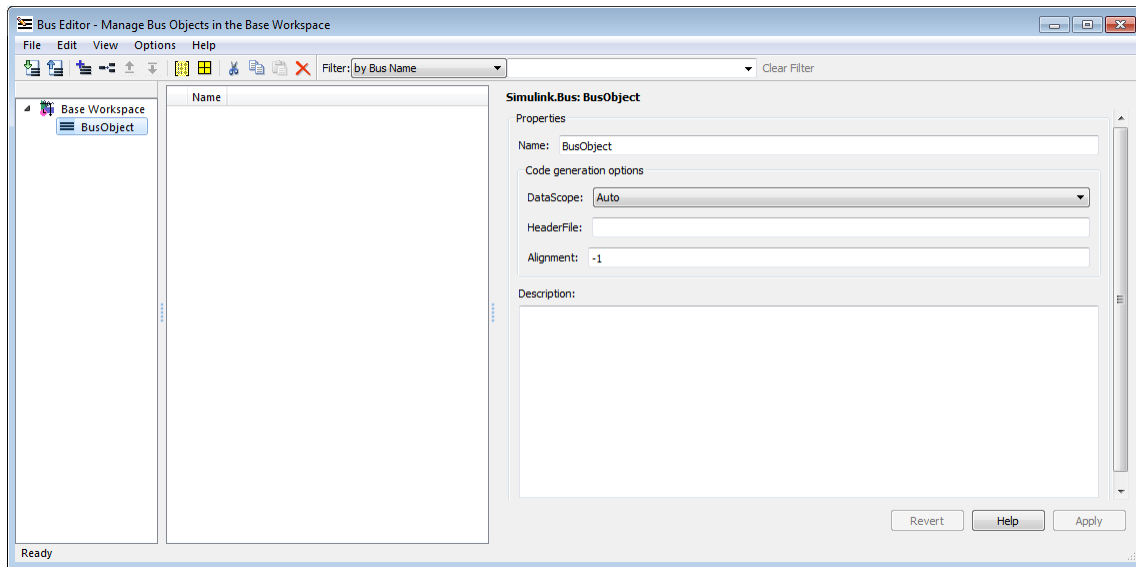 Bus Editor - Manage Bus Objects in the Base Workspace
File Edit View Options Help
Filter: by Bus Name Clear Filter
Base Workspace
BusObject
Name
Simulink.Bus: BusObject
Properties
Name: BusObject
Code generation options
DataScope: Auto
HeaderFile:
Alignment: -1
Description:
Revert Help Apply
Ready